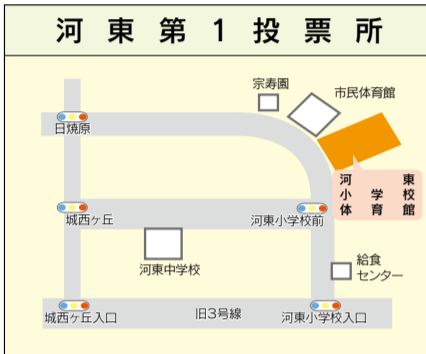 河東第1投票所
宗寿園
市民体育館
日焼原
河東
小学校
体育館
城西ヶ丘
河東小学校前
河東中学校
給食
センター
旧3号線
城西ヶ丘入口
河東小学校入口